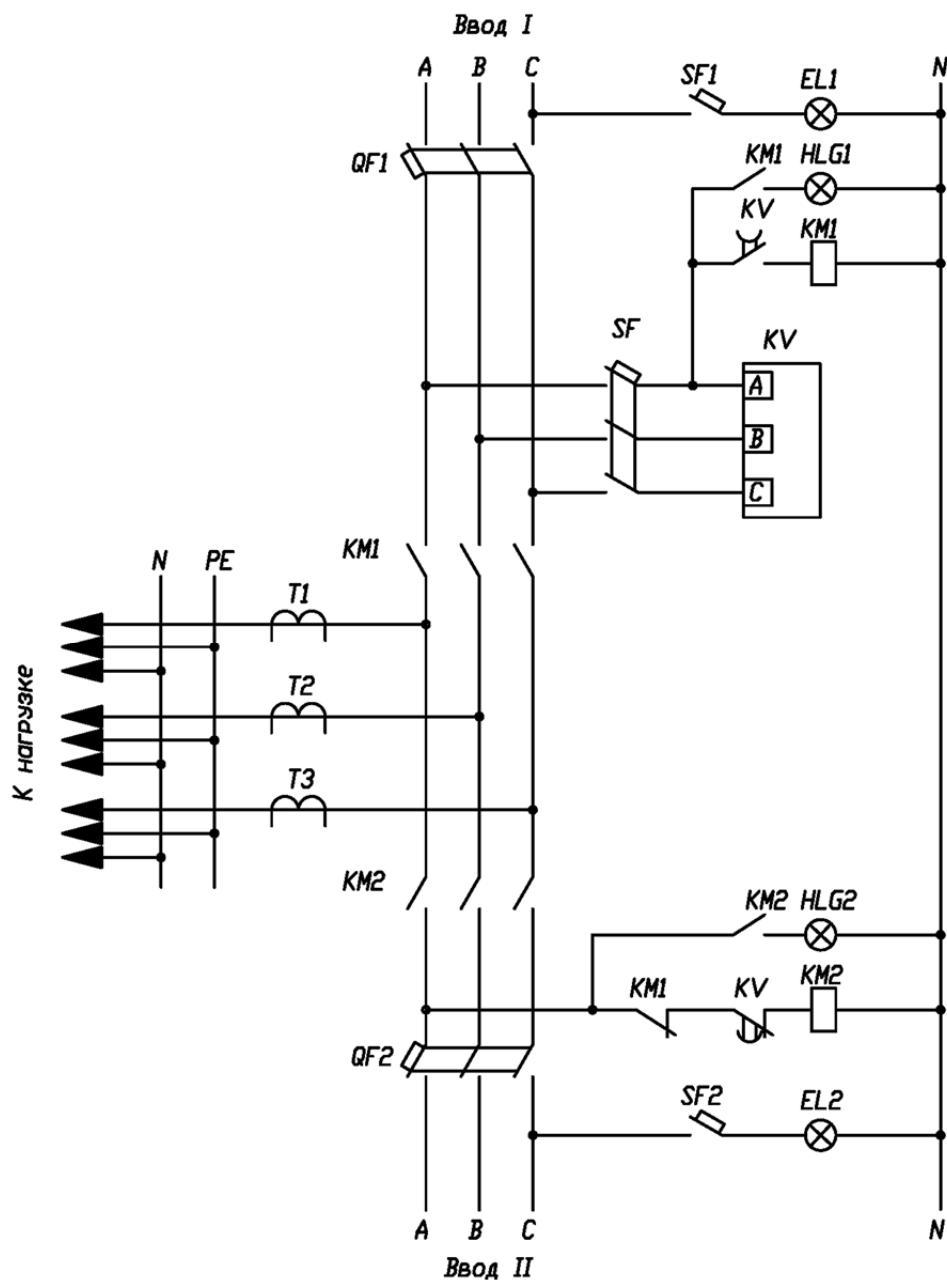 Ввод I
A B C N
SF1 EL1
QF1
KM1 HLG1
KV KM1
SF KV
A
B
C
KM1
N PE
T1
T2
К нагрузке
T3
KM2
KM2 HLG2
KM1 KV KM2
QF2
SF2 EL2
A B C N
Ввод II